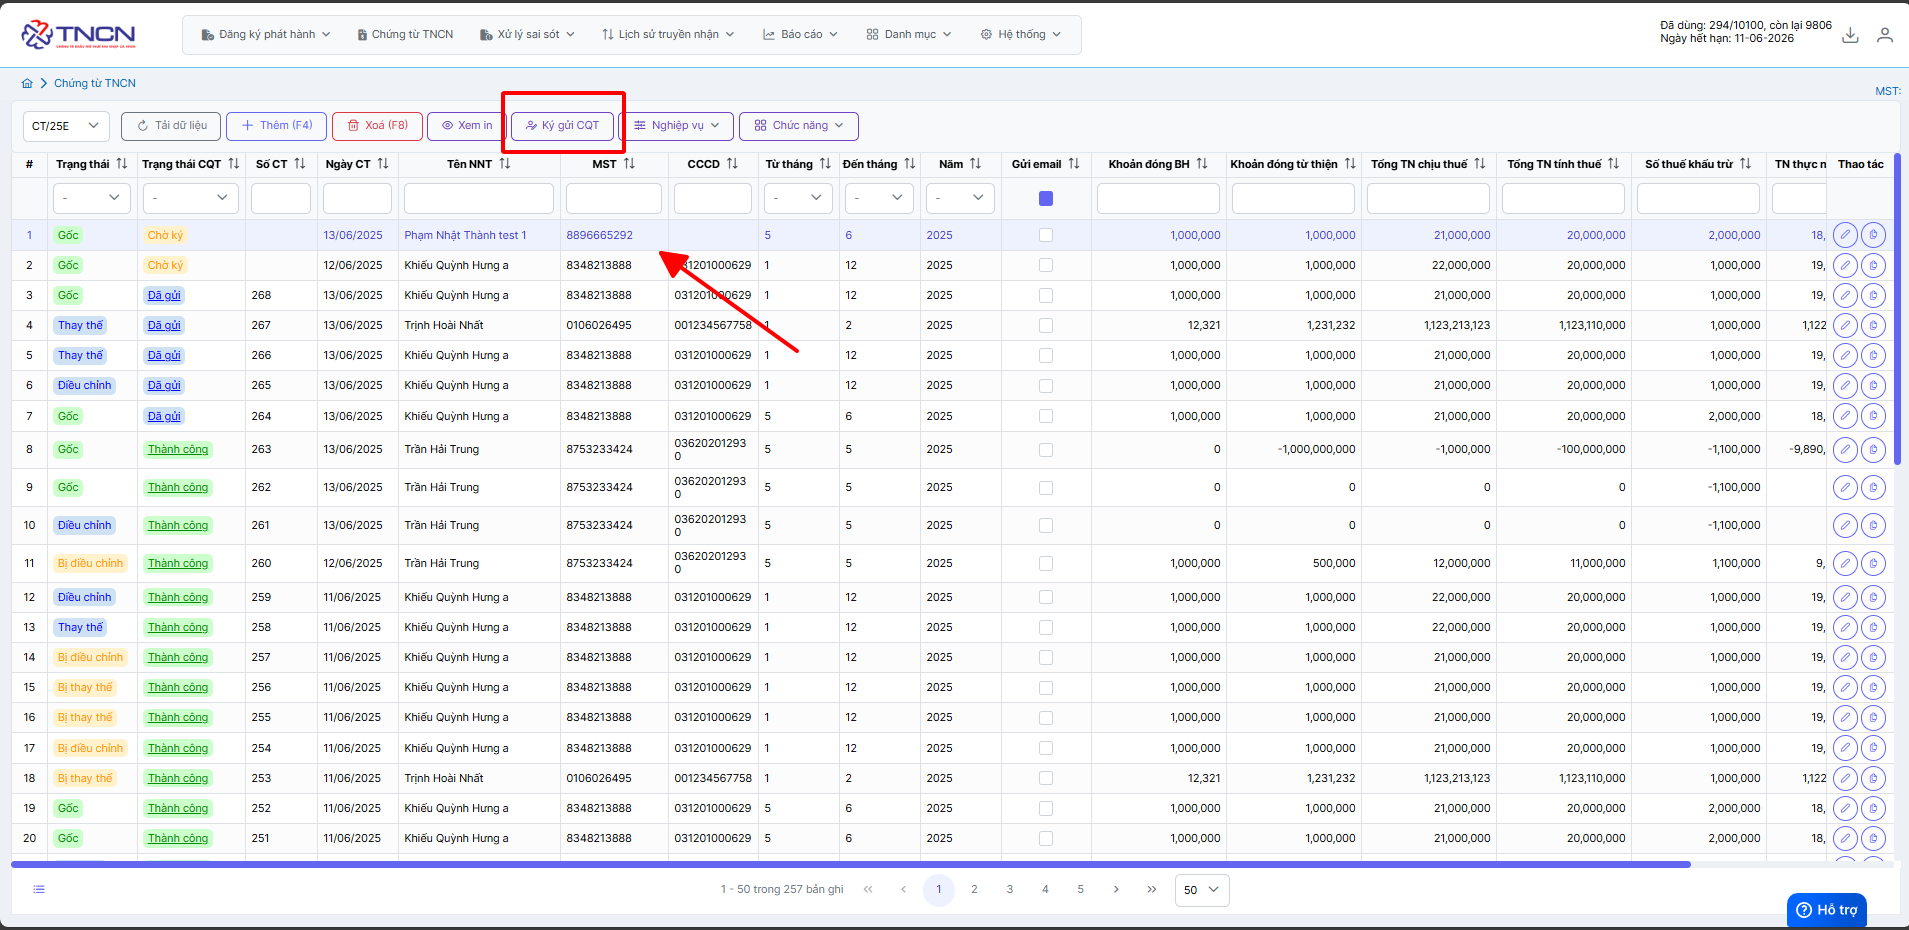 TNCN
Đăng ký phát hành
Chứng từ TNCN
Xử lý sai sót
Lịch sử truyền nhận
Báo cáo
Danh mục
Hệ thống
Đã dùng: 294/10100, còn lại 9806
Ngày hết hạn: 11-06-2026
Chứng từ TNCN
MST:
CT/25E
Tải dữ liệu
Thêm (F4)
Xoá (F8)
Xem in
Ký gửi CQT
Nghiệp vụ
Chức năng
# Trạng thái Trạng thái CQT Số CT Ngày CT Tên NNT MST CCCD Từ tháng Đến tháng Năm Gửi email Khoản đóng BH Khoản đóng từ thiện Tổng TN chịu thuế Tổng TN tính thuế Số thuế khấu trừ TN thực n Thao tác
- - - - -
1 Gốc Chờ ký 13/06/2025 Phạm Nhật Thành test 1 8896665292 5 6 2025 1,000,000 1,000,000 21,000,000 20,000,000 2,000,000 18,
2 Gốc Chờ ký 12/06/2025 Khiếu Quỳnh Hưng a 8348213888 031201000629 1 12 2025 1,000,000 1,000,000 22,000,000 20,000,000 1,000,000 19,
3 Gốc Đã gửi 268 13/06/2025 Khiếu Quỳnh Hưng a 8348213888 031201000629 1 12 2025 1,000,000 1,000,000 21,000,000 20,000,000 1,000,000 19,
4 Thay thế Đã gửi 267 13/06/2025 Trịnh Hoài Nhất 0106026495 001234567758 1 2 2025 12,321 1,231,232 1,123,213,123 1,123,110,000 1,000,000 1,122
5 Thay thế Đã gửi 266 13/06/2025 Khiếu Quỳnh Hưng a 8348213888 031201000629 1 12 2025 1,000,000 1,000,000 21,000,000 20,000,000 1,000,000 19,
6 Điều chỉnh Đã gửi 265 13/06/2025 Khiếu Quỳnh Hưng a 8348213888 031201000629 1 12 2025 1,000,000 1,000,000 21,000,000 20,000,000 1,000,000 19,
7 Gốc Đã gửi 264 13/06/2025 Khiếu Quỳnh Hưng a 8348213888 031201000629 5 6 2025 1,000,000 1,000,000 21,000,000 20,000,000 2,000,000 18,
8 Gốc Thành công 263 13/06/2025 Trần Hải Trung 8753233424 036202012930 5 5 2025 0 -1,000,000,000 -1,000,000 -100,000,000 -1,100,000 -9,890,
9 Gốc Thành công 262 13/06/2025 Trần Hải Trung 8753233424 036202012930 5 5 2025 0 0 0 0 -1,100,000
10 Điều chỉnh Thành công 261 13/06/2025 Trần Hải Trung 8753233424 036202012930 5 5 2025 0 0 0 0 -1,100,000
11 Bị điều chỉnh Thành công 260 12/06/2025 Trần Hải Trung 8753233424 036202012930 5 5 2025 1,000,000 500,000 12,000,000 11,000,000 1,100,000 9,
12 Điều chỉnh Thành công 259 11/06/2025 Khiếu Quỳnh Hưng a 8348213888 031201000629 1 12 2025 1,000,000 1,000,000 22,000,000 20,000,000 1,000,000 19,
13 Thay thế Thành công 258 11/06/2025 Khiếu Quỳnh Hưng a 8348213888 031201000629 1 12 2025 1,000,000 1,000,000 22,000,000 20,000,000 1,000,000 19,
14 Bị điều chỉnh Thành công 257 11/06/2025 Khiếu Quỳnh Hưng a 8348213888 031201000629 1 12 2025 1,000,000 1,000,000 21,000,000 20,000,000 1,000,000 19,
15 Bị thay thế Thành công 256 11/06/2025 Khiếu Quỳnh Hưng a 8348213888 031201000629 1 12 2025 1,000,000 1,000,000 21,000,000 20,000,000 1,000,000 19,
16 Bị thay thế Thành công 255 11/06/2025 Khiếu Quỳnh Hưng a 8348213888 031201000629 1 12 2025 1,000,000 1,000,000 21,000,000 20,000,000 1,000,000 19,
17 Bị điều chỉnh Thành công 254 11/06/2025 Khiếu Quỳnh Hưng a 8348213888 031201000629 1 12 2025 1,000,000 1,000,000 21,000,000 20,000,000 1,000,000 19,
18 Bị thay thế Thành công 253 11/06/2025 Trịnh Hoài Nhất 0106026495 001234567758 1 2 2025 12,321 1,231,232 1,123,213,123 1,123,110,000 1,000,000 1,122
19 Gốc Thành công 252 11/06/2025 Khiếu Quỳnh Hưng a 8348213888 031201000629 5 6 2025 1,000,000 1,000,000 21,000,000 20,000,000 2,000,000 18,
20 Gốc Thành công 251 11/06/2025 Khiếu Quỳnh Hưng a 8348213888 031201000629 5 6 2025 1,000,000 1,000,000 21,000,000 20,000,000 2,000,000 18,
1 - 50 trong 257 bản ghi « ‹ 1 2 3 4 5 › » 50
Hỗ trợ